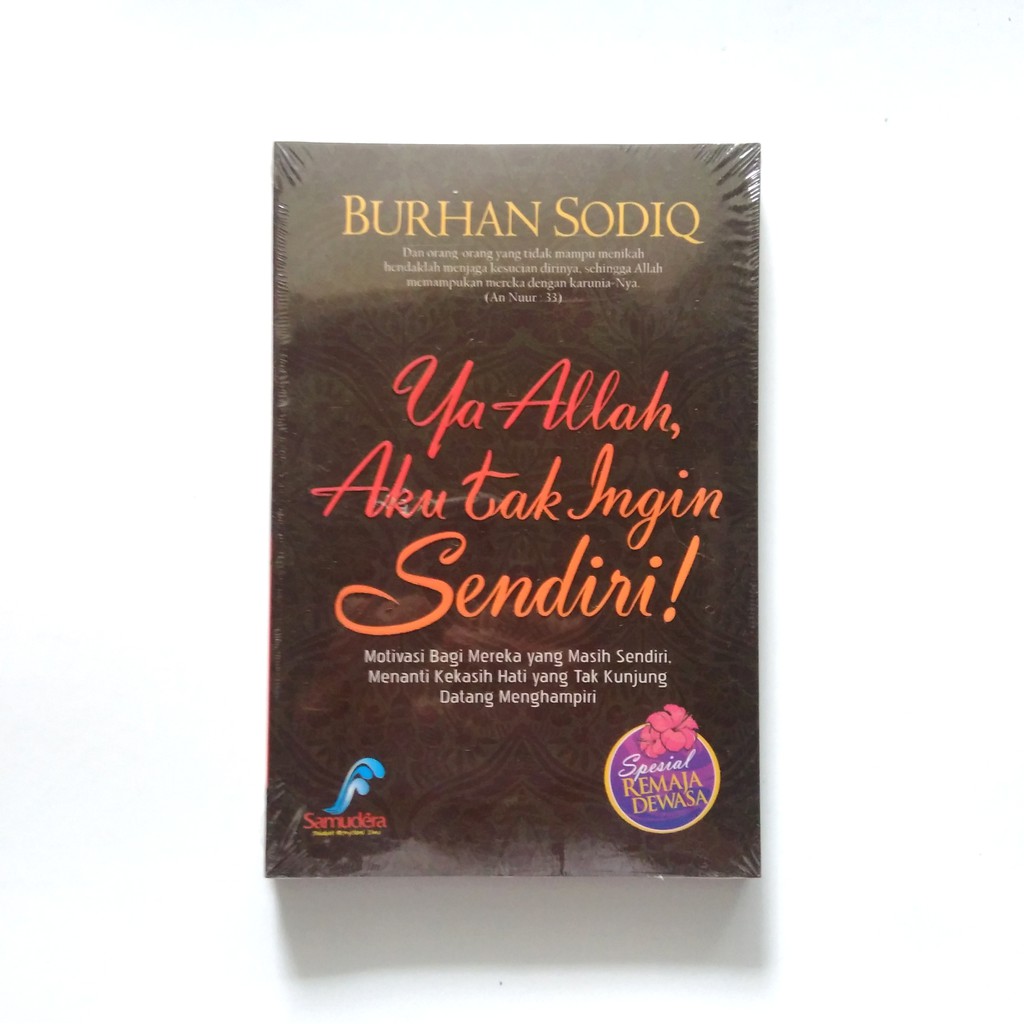 BURHAN SODIQ
Dan orang-orang yang tidak mampu menikah
hendaklah menjaga kesucian dirinya, sehingga Allah
memampukan mereka dengan karunia-Nya.
(An Nuur : 33)
Ya Allah,
Aku tak Ingin
Sendiri!
Motivasi Bagi Mereka yang Masih Sendiri,
Menanti Kekasih Hati yang Tak Kunjung
Datang Menghampiri
Spesial
REMAJA
DEWASA
Samudéra